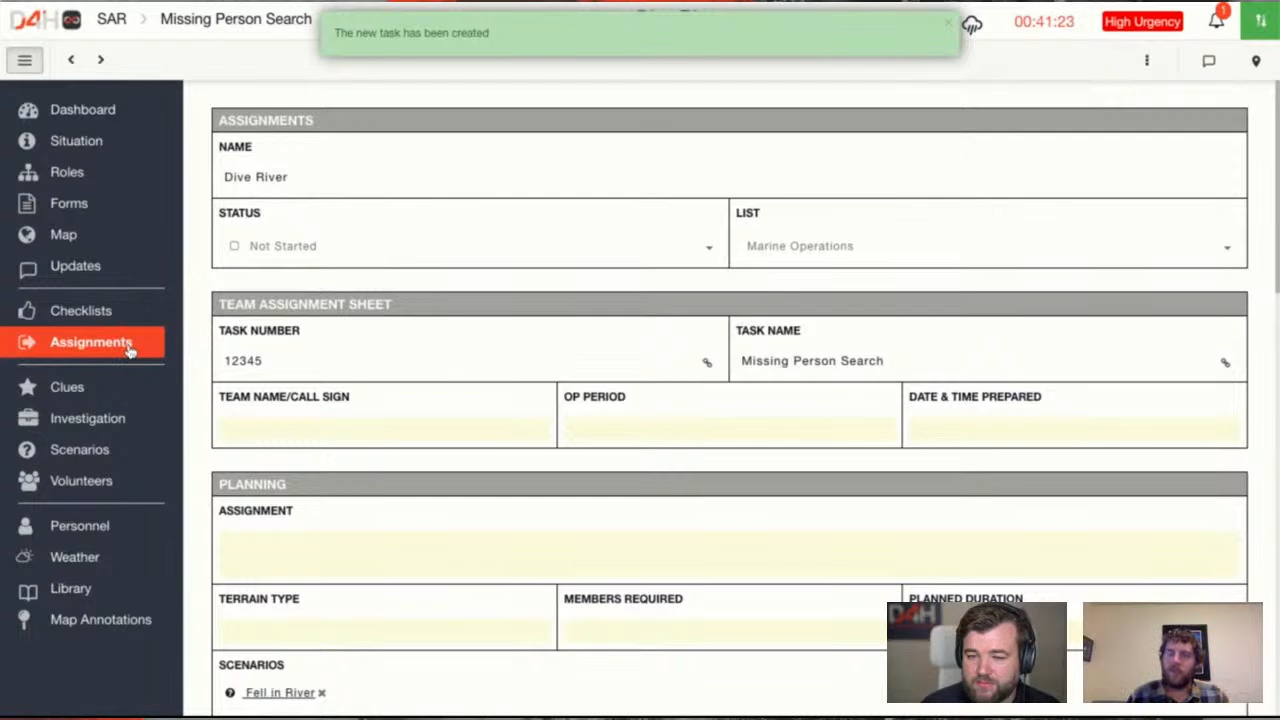 D4H SAR Missing Person Search
The new task has been created ×
00:41:23 High Urgency 1
Dashboard
Situation
Roles
Forms
Map
Updates
Checklists
Assignments
Clues
Investigation
Scenarios
Volunteers
Personnel
Weather
Library
Map Annotations
ASSIGNMENTS
NAME
Dive River
STATUS LIST
Not Started Marine Operations
TEAM ASSIGNMENT SHEET
TASK NUMBER TASK NAME
12345 Missing Person Search
TEAM NAME/CALL SIGN OP PERIOD DATE & TIME PREPARED
PLANNING
ASSIGNMENT
TERRAIN TYPE MEMBERS REQUIRED PLANNED DURATION
SCENARIOS
Fell in River ×
D4H